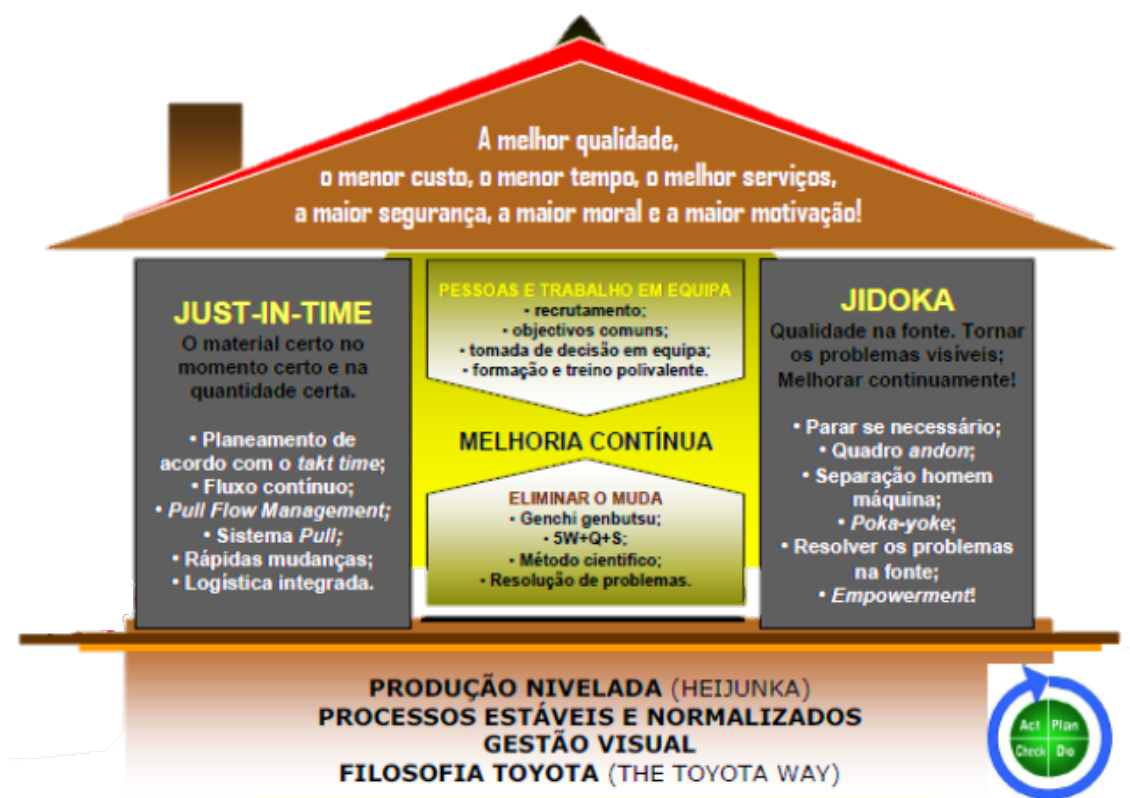 A melhor qualidade,
o menor custo, o menor tempo, o melhor serviços,
a maior segurança, a maior moral e a maior motivação!
JUST-IN-TIME
O material certo no
momento certo e na
quantidade certa.
• Planeamento de
acordo com o takt time;
• Fluxo contínuo;
• Pull Flow Management;
• Sistema Pull;
• Rápidas mudanças;
• Logística integrada.
PESSOAS E TRABALHO EM EQUIPA
• recrutamento;
• objectivos comuns;
• tomada de decisão em equipa;
• formação e treino polivalente.
MELHORIA CONTÍNUA
ELIMINAR O MUDA
• Genchi genbutsu;
• 5W+Q+S;
• Método cientifico;
• Resolução de problemas.
JIDOKA
Qualidade na fonte. Tornar
os problemas visíveis;
Melhorar continuamente!
• Parar se necessário;
• Quadro andon;
• Separação homem
máquina;
• Poka-yoke;
• Resolver os problemas
na fonte;
• Empowerment!
PRODUÇÃO NIVELADA (HEIJUNKA)
PROCESSOS ESTÁVEIS E NORMALIZADOS
GESTÃO VISUAL
FILOSOFIA TOYOTA (THE TOYOTA WAY)
Act Plan
Check Do